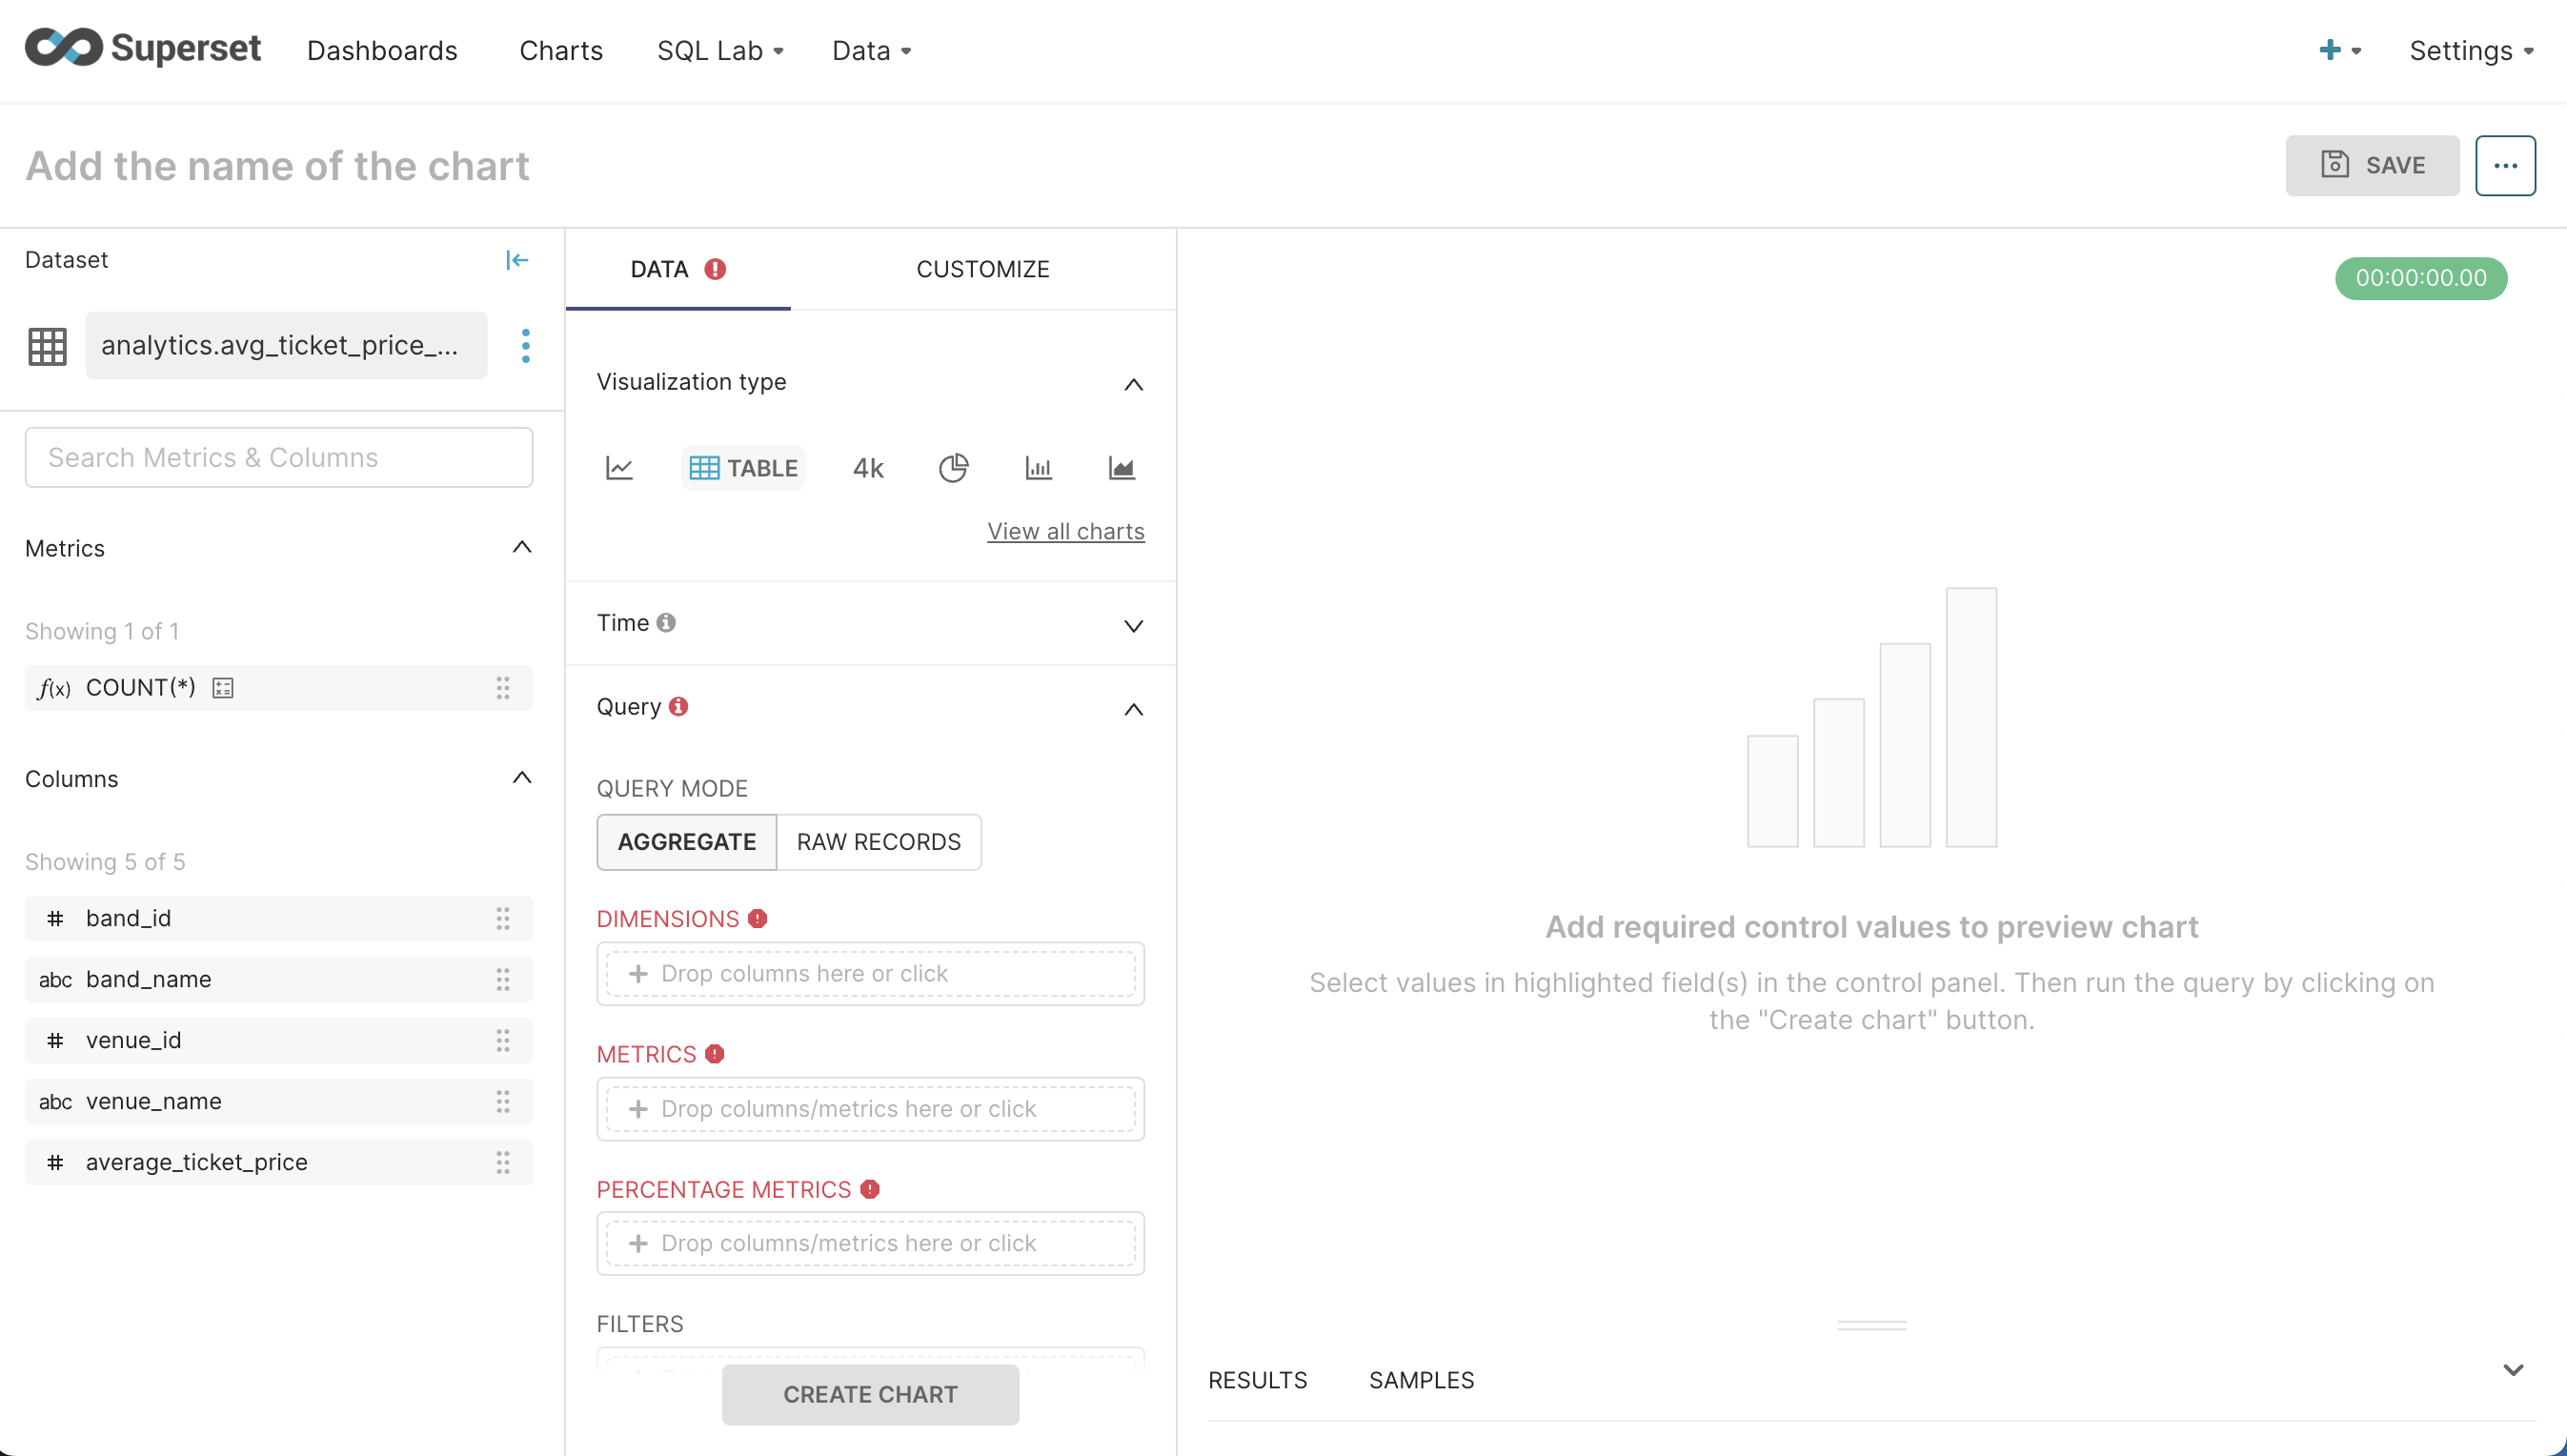 Superset Dashboards Charts SQL Lab Data Settings
Add the name of the chart
SAVE
Dataset
analytics.avg_ticket_price_...
Search Metrics & Columns
Metrics
Showing 1 of 1
f(x) COUNT(*)
Columns
Showing 5 of 5
# band_id
abc band_name
# venue_id
abc venue_name
# average_ticket_price
DATA CUSTOMIZE
Visualization type
TABLE 4k
View all charts
Time
Query
QUERY MODE
AGGREGATE RAW RECORDS
DIMENSIONS
+ Drop columns here or click
METRICS
+ Drop columns/metrics here or click
PERCENTAGE METRICS
+ Drop columns/metrics here or click
FILTERS
CREATE CHART
00:00:00.00
Add required control values to preview chart
Select values in highlighted field(s) in the control panel. Then run the query by clicking on
the "Create chart" button.
RESULTS SAMPLES